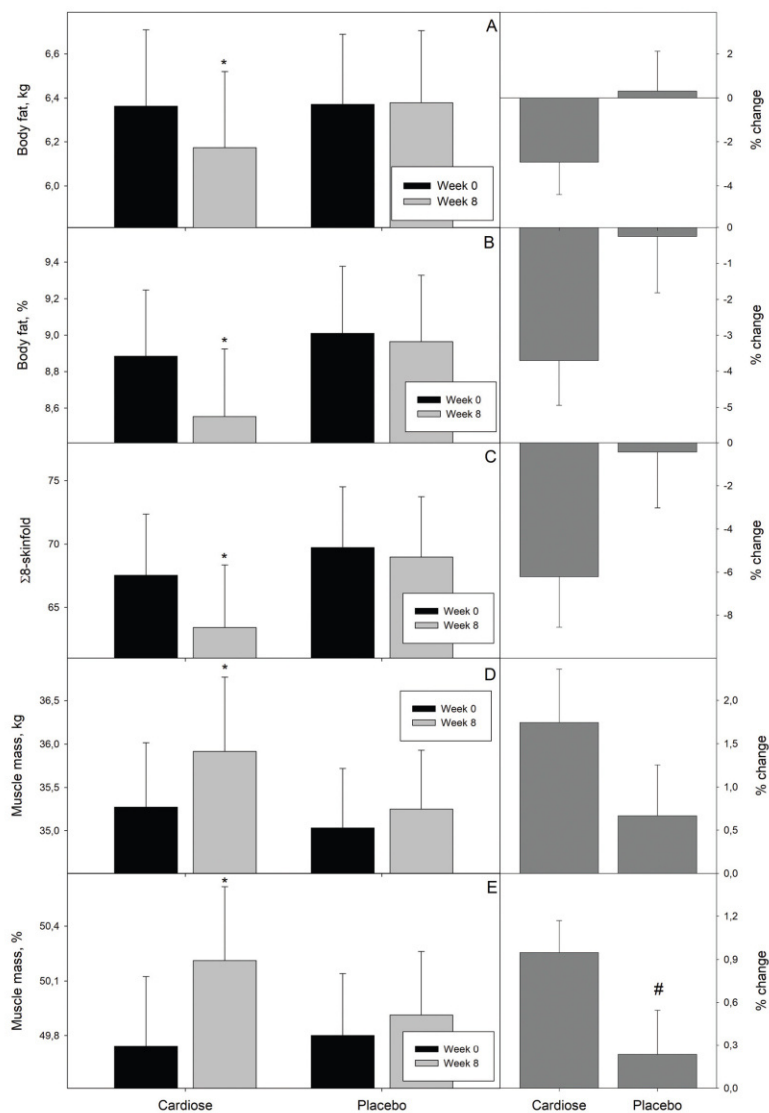 A
Body fat, kg
6,6
6,4
6,2
6,0
*
Week 0
Week 8
2
0
-2
-4
% change
B
Body fat, %
9,4
9,2
9,0
8,8
8,6
*
Week 0
Week 8
0
-1
-2
-3
-4
-5
% change
C
Σ8-skinfold
75
70
65
*
Week 0
Week 8
0
-2
-4
-6
-8
% change
D
Muscle mass, kg
36,5
36,0
35,5
35,0
*
Week 0
Week 8
2,0
1,5
1,0
0,5
0,0
% change
E
Muscle mass, %
50,4
50,1
49,8
*
Week 0
Week 8
1,2
0,9
0,6
0,3
0,0
#
% change
Cardiose
Placebo
Cardiose
Placebo